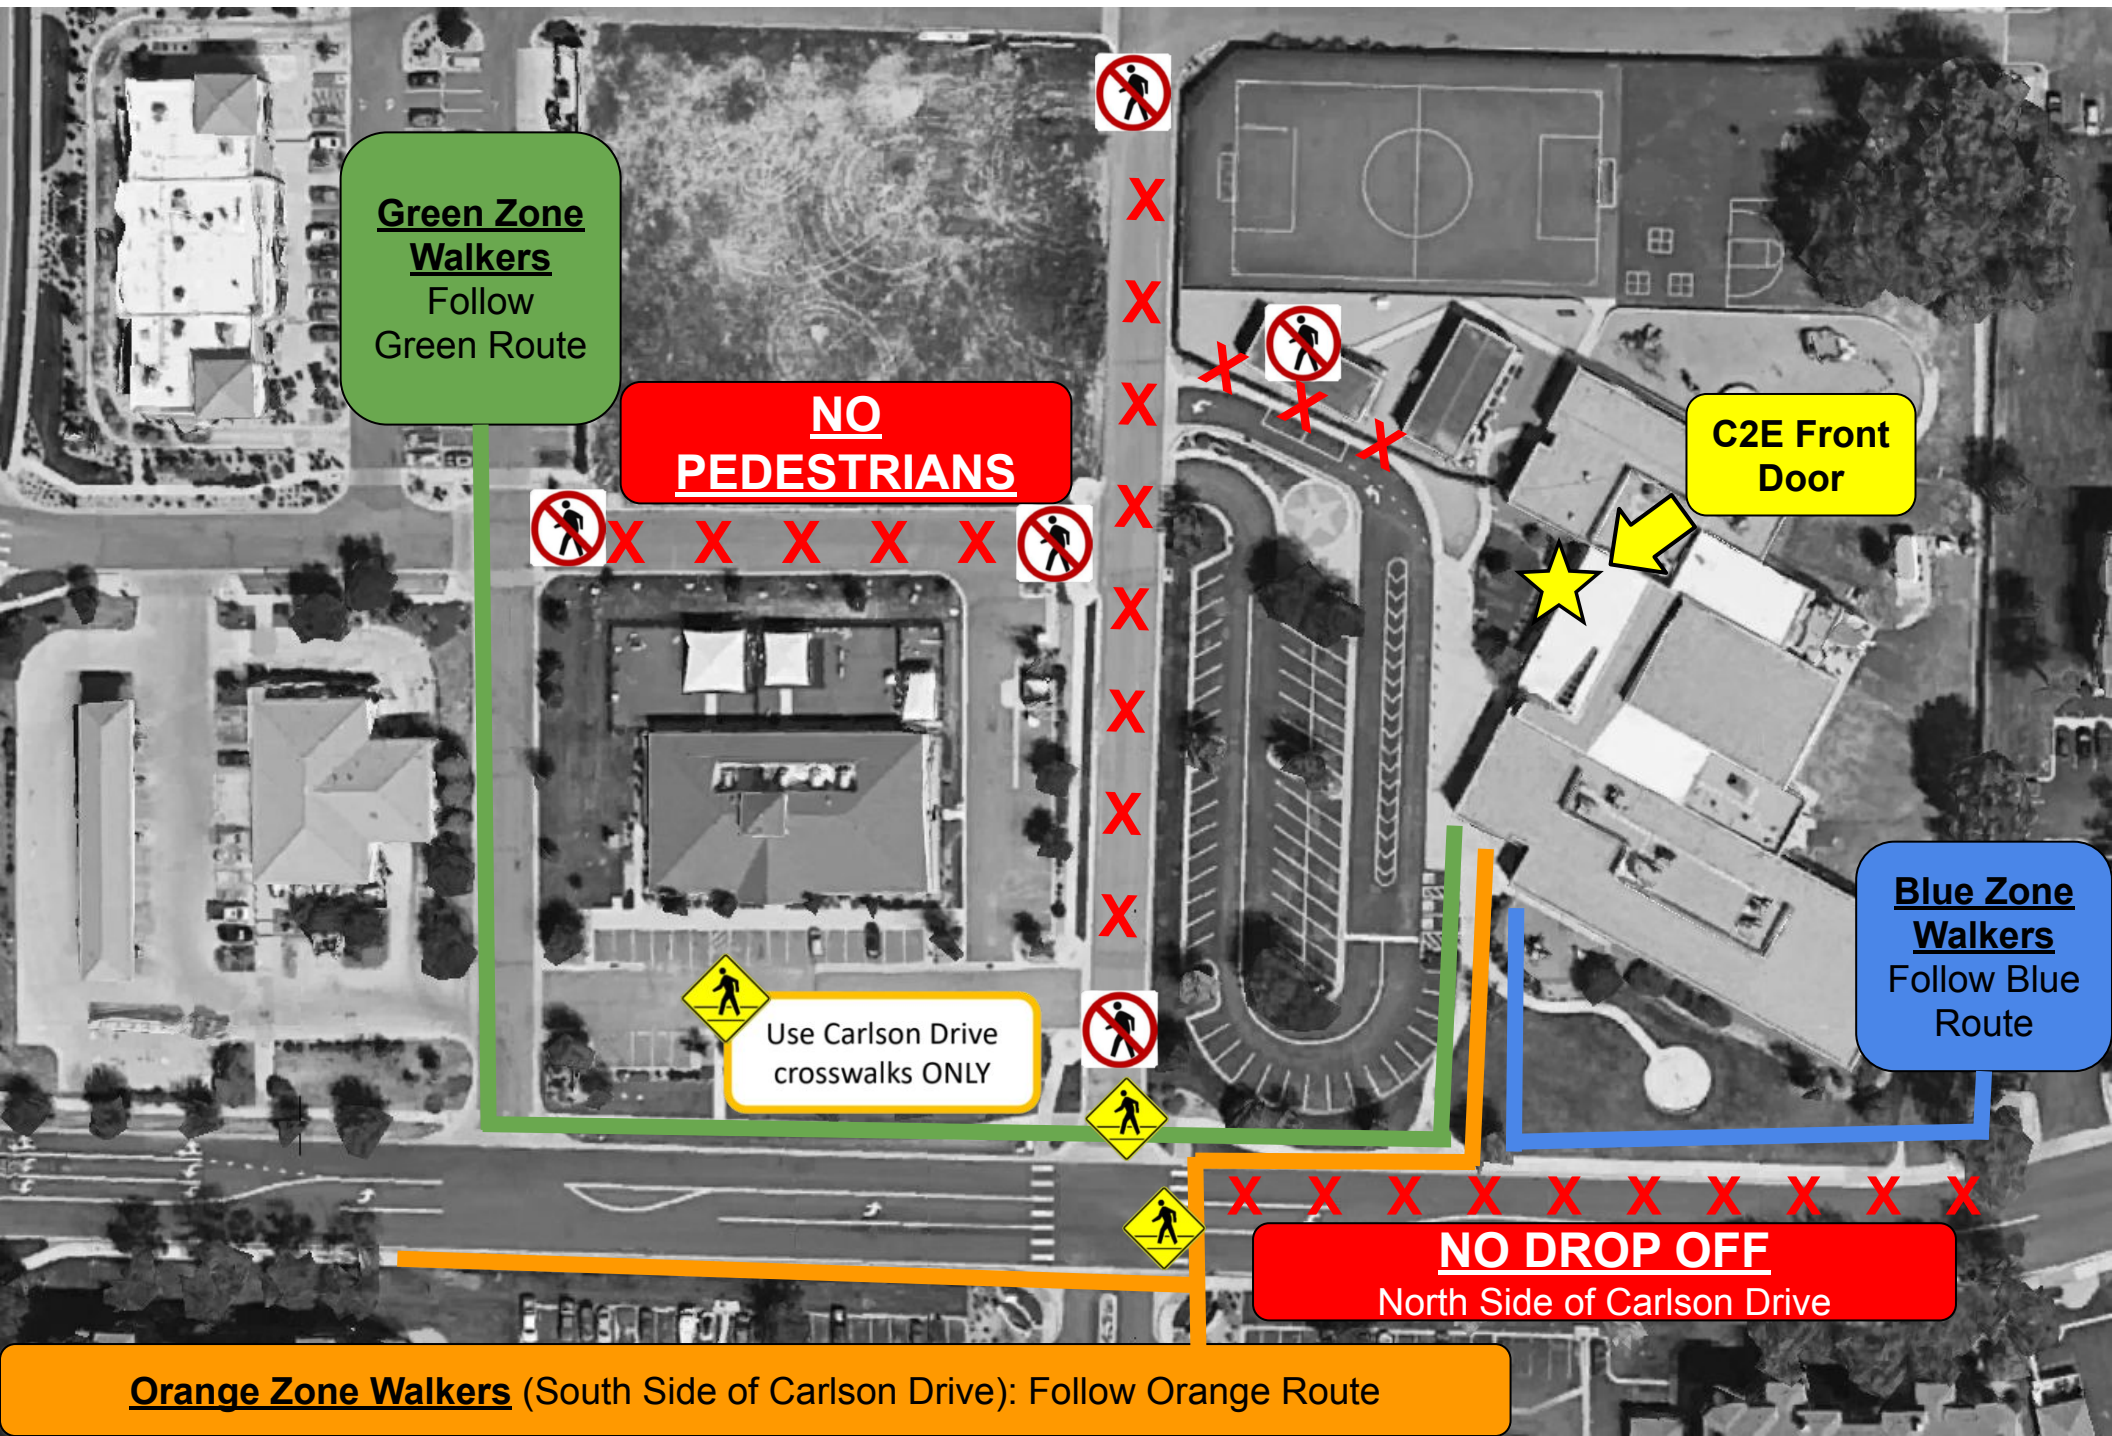 Green Zone
Walkers
Follow
Green Route
NO
PEDESTRIANS
X
X
X
X
X
X
X
X
X
X
X
X X X X X
C2E Front
Door
Use Carlson Drive
crosswalks ONLY
Blue Zone
Walkers
Follow Blue
Route
X X X X X X X X X X
NO DROP OFF
North Side of Carlson Drive
Orange Zone Walkers (South Side of Carlson Drive): Follow Orange Route